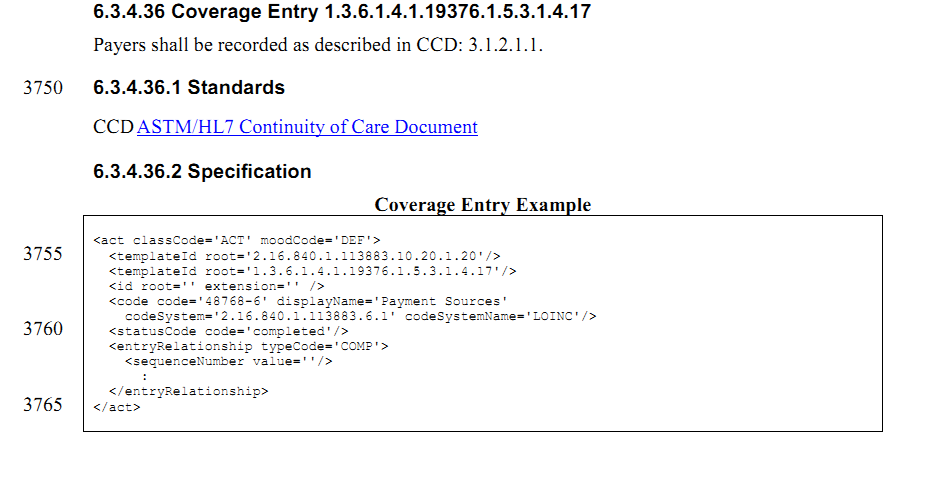 6.3.4.36 Coverage Entry 1.3.6.1.4.1.19376.1.5.3.1.4.17
Payers shall be recorded as described in CCD: 3.1.2.1.1.
3750 6.3.4.36.1 Standards
CCD ASTM/HL7 Continuity of Care Document
6.3.4.36.2 Specification
Coverage Entry Example
<act classCode='ACT' moodCode='DEF'>
3755 <templateId root='2.16.840.1.113883.10.20.1.20'/>
<templateId root='1.3.6.1.4.1.19376.1.5.3.1.4.17'/>
<id root='' extension='' />
<code code='48768-6' displayName='Payment Sources'
codeSystem='2.16.840.1.113883.6.1' codeSystemName='LOINC'/>
3760 <statusCode code='completed'/>
<entryRelationship typeCode='COMP'>
<sequenceNumber value=''/>
:
</entryRelationship>
3765 </act>